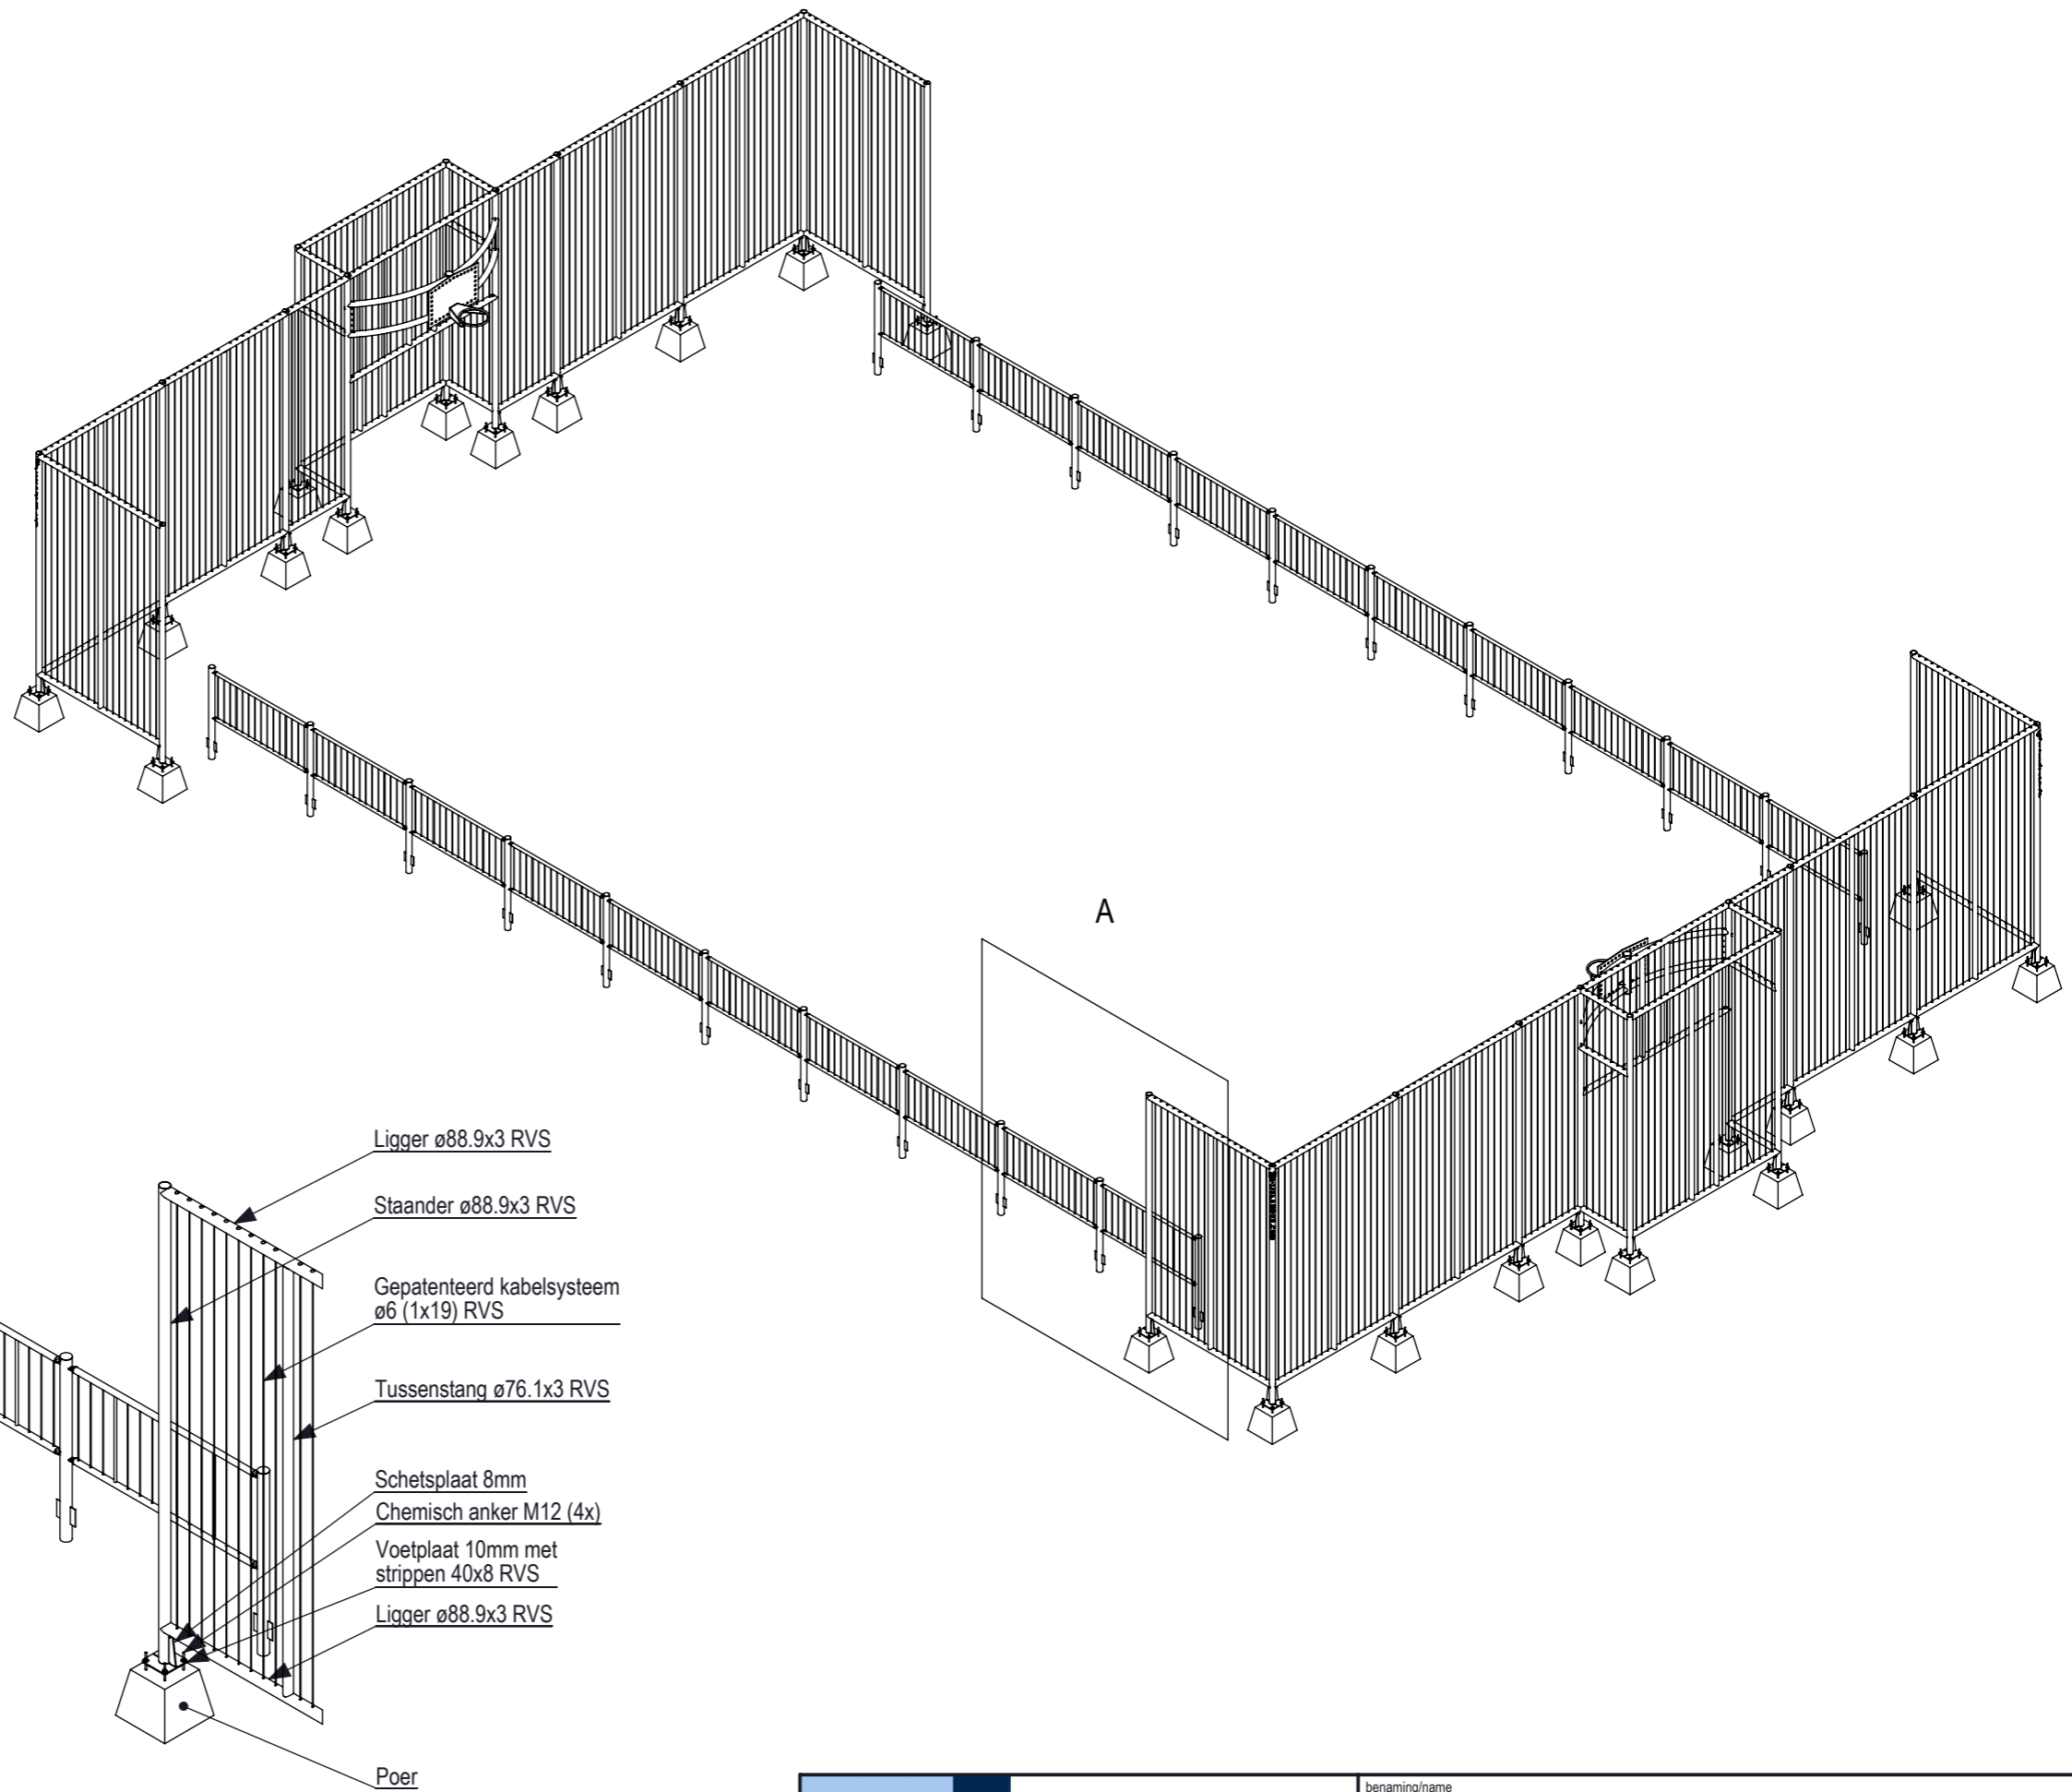 A
Ligger ø88.9x3 RVS
Staander ø88.9x3 RVS
Gepatenteerd kabelsysteem
ø6 (1x19) RVS
Tussenstang ø76.1x3 RVS
Schetsplaat 8mm
Chemisch anker M12 (4x)
Voetplaat 10mm met
strippen 40x8 RVS
Ligger ø88.9x3 RVS
Poer
benaming/name